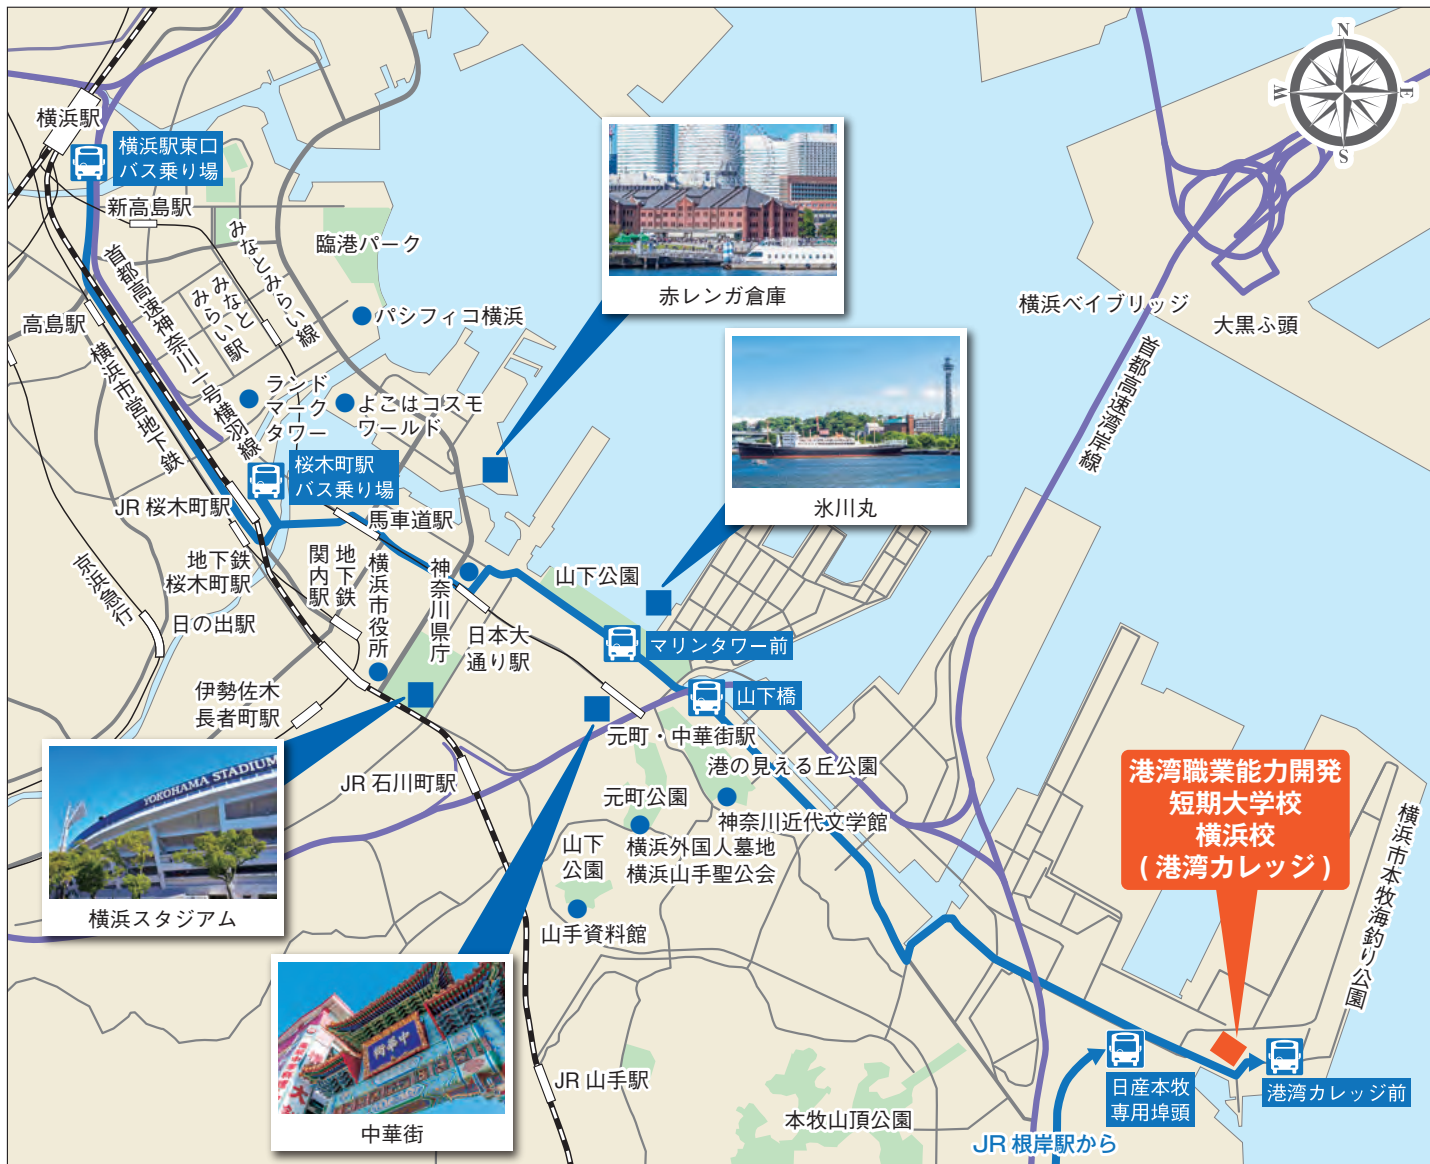 N
W
E
S
横浜駅
横浜駅東口
バス乗り場
新高島駅
高島駅
首都高速神奈川一号横羽線
横浜市営地下鉄
みなと
みらい駅
みなとみらい線
臨港パーク
パシフィコ横浜
ランド
マーク
タワー
よこはコスモ
ワールド
赤レンガ倉庫
氷川丸
横浜ベイブリッジ
大黒ふ頭
首都高速湾岸線
桜木町駅
バス乗り場
JR 桜木町駅
馬車道駅
地下鉄
桜木町駅
地下鉄
関内駅
横浜市役所
神奈川県庁
京浜急行
日の出駅
日本大
通り駅
山下公園
マリンタワー前
山下橋
伊勢佐木
長者町駅
元町・中華街駅
港の見える丘公園
JR 石川町駅
元町公園
神奈川近代文学館
横浜外国人墓地
横浜山手聖公会
山下
公園
山手資料館
YOKOHAMA STADIUM
横浜スタジアム
中華街
中華街
JR 山手駅
本牧山頂公園
港湾職業能力開発
短期大学校
横浜校
( 港湾カレッジ )
横浜市本牧海釣り公園
日産本牧
専用埠頭
港湾カレッジ前
JR 根岸駅から